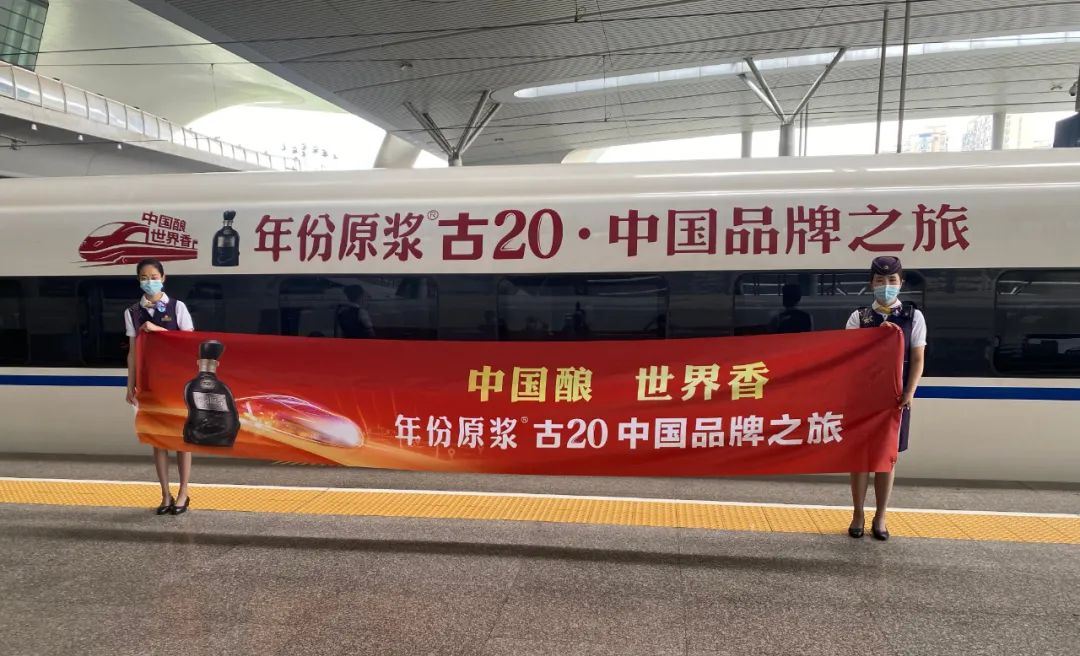 中国酿
世界香
年份原浆®古20·中国品牌之旅
中国酿 世界香
年份原浆®古20 中国品牌之旅